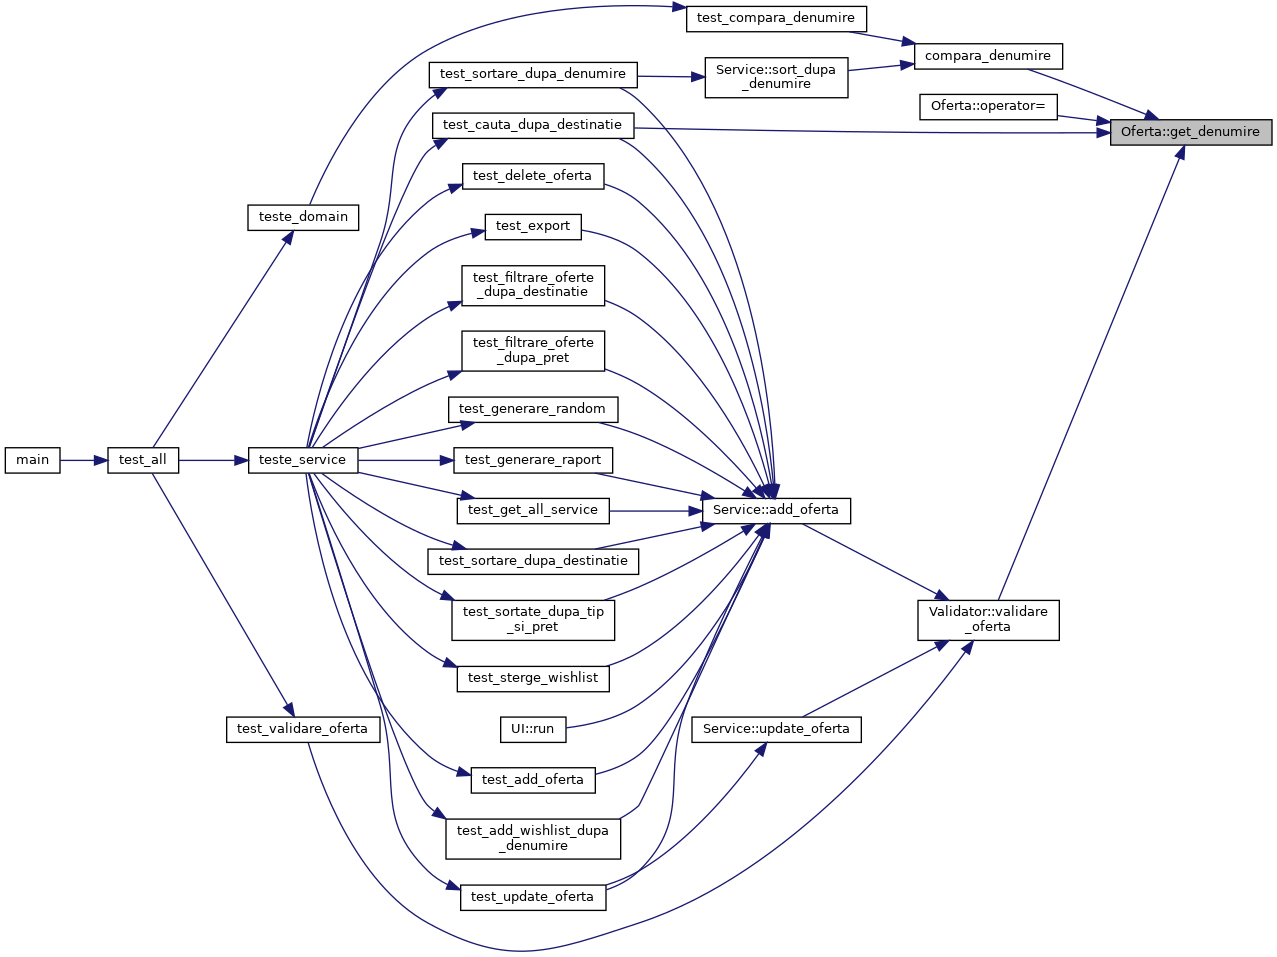 test_compara_denumire
compara_denumire
test_sortare_dupa_denumire
Service::sort_dupa
_denumire
Oferta::operator=
test_cauta_dupa_destinatie
Oferta::get_denumire
test_delete_oferta
teste_domain
test_export
test_filtrare_oferte
_dupa_destinatie
test_filtrare_oferte
_dupa_pret
test_generare_random
main
test_all
teste_service
test_generare_raport
test_get_all_service
Service::add_oferta
test_sortare_dupa_destinatie
test_sortate_dupa_tip
_si_pret
Validator::validare
_oferta
test_sterge_wishlist
test_validare_oferta
UI::run
Service::update_oferta
test_add_oferta
test_add_wishlist_dupa
_denumire
test_update_oferta